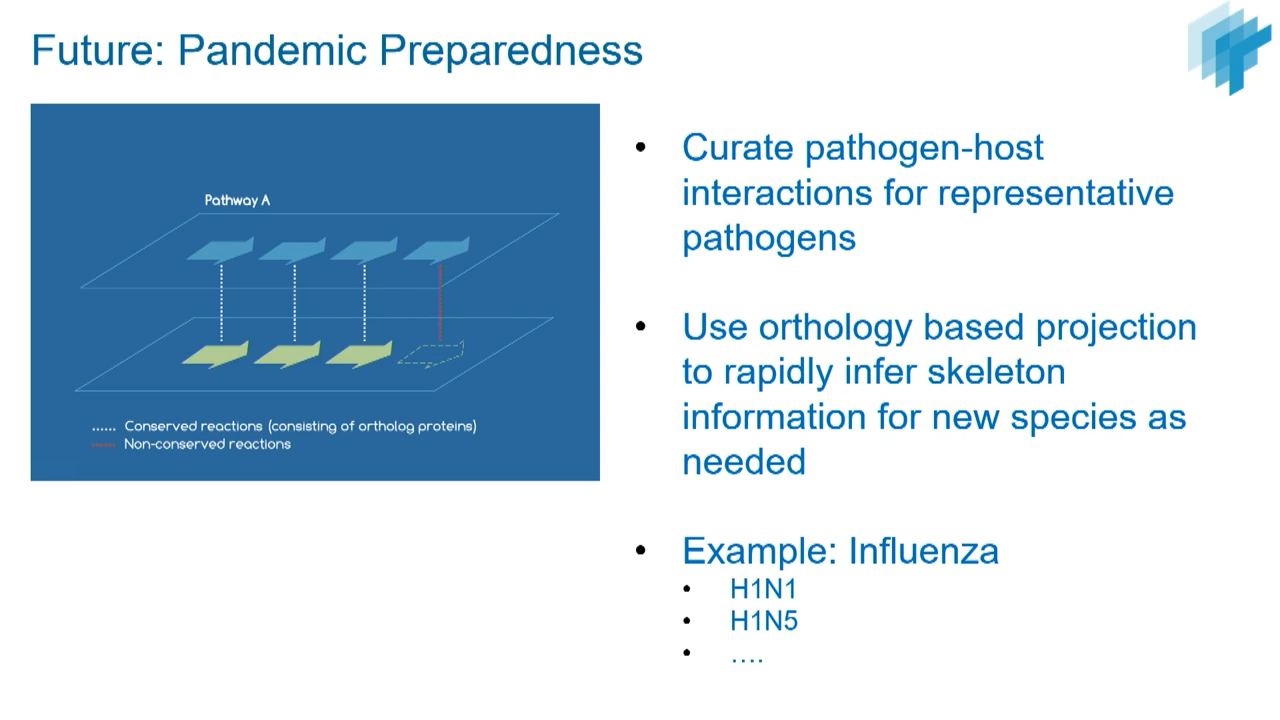 Future: Pandemic Preparedness
Pathway A
...... Conserved reactions (consisting of ortholog proteins)
...... Non-conserved reactions
• Curate pathogen-host
interactions for representative
pathogens
• Use orthology based projection
to rapidly infer skeleton
information for new species as
needed
• Example: Influenza
• H1N1
• H1N5
• ....